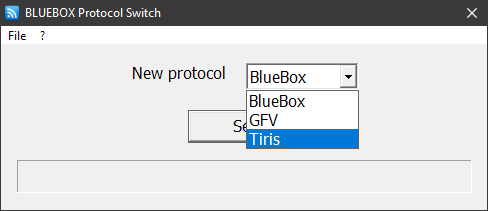 BLUEBOX Protocol Switch
File ?
New protocol BlueBox
BlueBox
GFV
Tiris